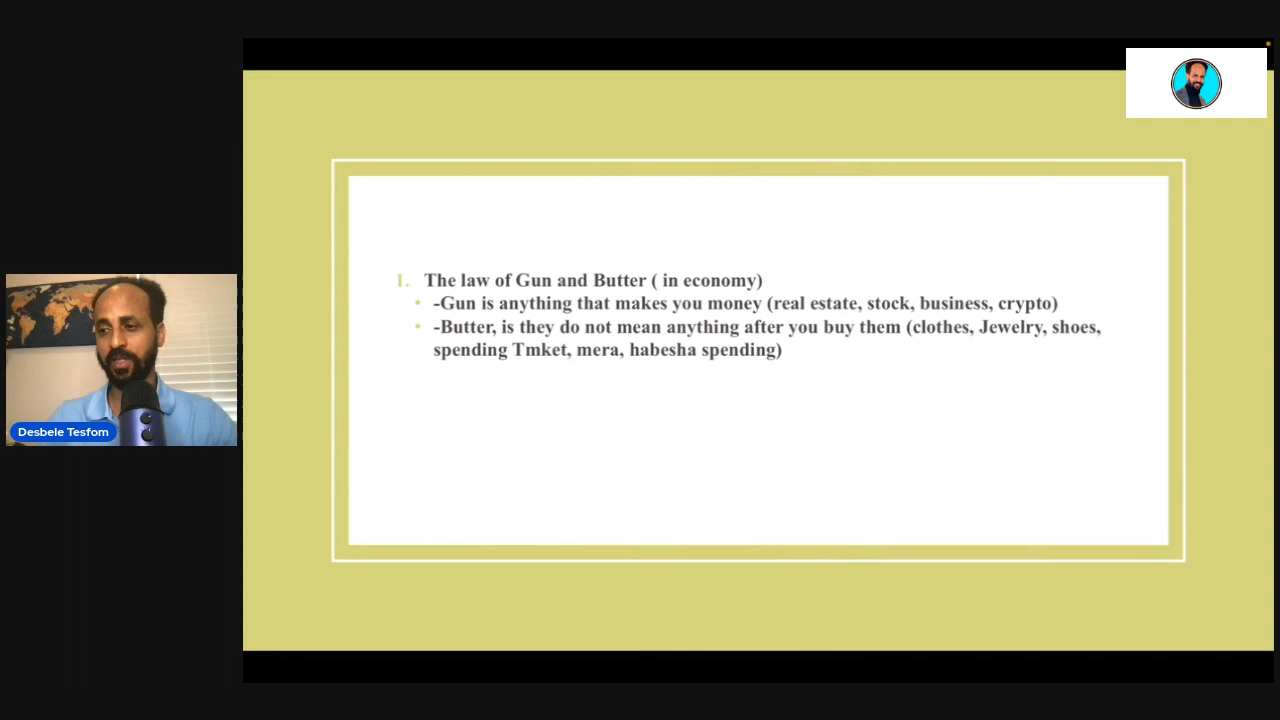 1. The law of Gun and Butter ( in economy)
• -Gun is anything that makes you money (real estate, stock, business, crypto)
• -Butter, is they do not mean anything after you buy them (clothes, Jewelry, shoes,
spending Tmket, mera, habesha spending)
Desbele Tesfom